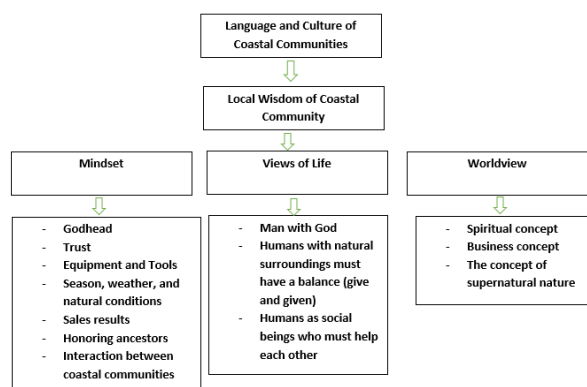 Language and Culture of
Coastal Communities
Local Wisdom of Coastal
Community
Mindset
Views of Life
Worldview
- Godhead
- Trust
- Equipment and Tools
- Season, weather, and
natural conditions
- Sales results
- Honoring ancestors
- Interaction between
coastal communities
- Man with God
- Humans with natural
surroundings must
have a balance (give
and given)
- Humans as social
beings who must help
each other
- Spiritual concept
- Business concept
- The concept of
supernatural nature